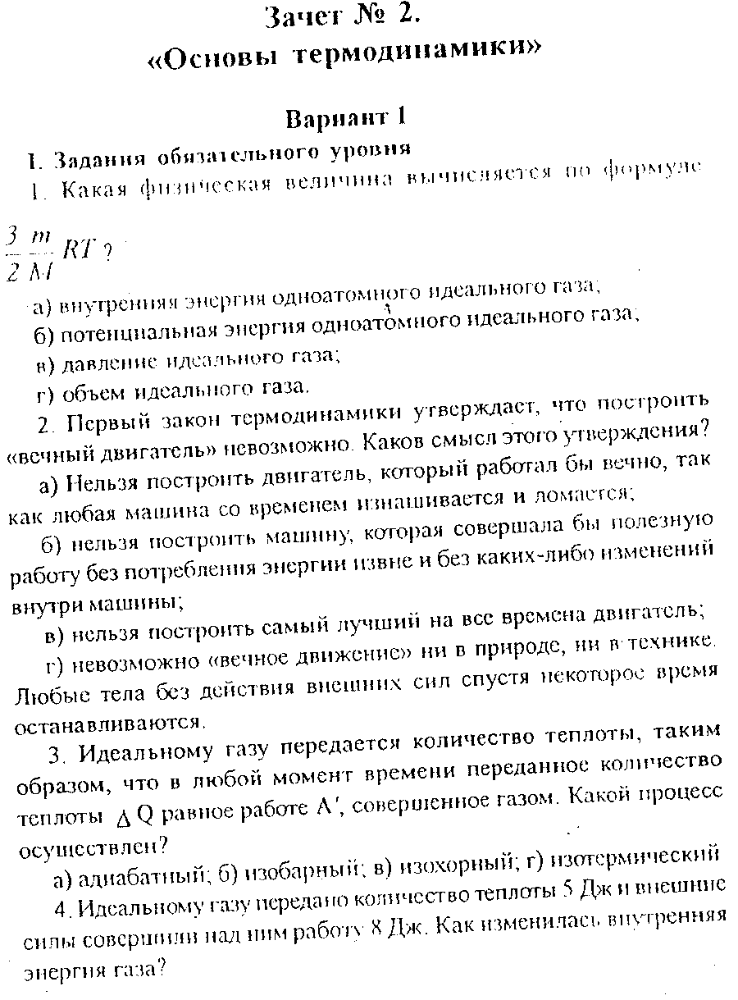 Зачет № 2.
«Основы термодинамики»
Вариант 1
I. Задания обязательного уровня
1. Какая физическая величина вычисляется по формуле
3/2 m/M RT ?
а) внутренняя энергия одноатомного идеального газа;
б) потенциальная энергия одноатомного идеального газа;
в) давление идеального газа;
г) объем идеального газа.
2. Первый закон термодинамики утверждает, что построить
«вечный двигатель» невозможно. Каков смысл этого утверждения?
а) Нельзя построить двигатель, который работал бы вечно, так
как любая машина со временем изнашивается и ломается;
б) нельзя построить машину, которая совершала бы полезную
работу без потребления энергии извне и без каких-либо изменений
внутри машины;
в) нельзя построить самый лучший на все времена двигатель;
г) невозможно «вечное движение» ни в природе, ни в технике.
Любые тела без действия внешних сил спустя некоторое время
останавливаются.
3. Идеальному газу передается количество теплоты, таким
образом, что в любой момент времени переданное количество
теплоты Δ Q равное работе A′, совершенное газом. Какой процесс
осуществлен?
а) адиабатный; б) изобарный; в) изохорный; г) изотермический
4. Идеальному газу передано количество теплоты 5 Дж и внешние
силы совершили над ним работу 8 Дж. Как изменилась внутренняя
энергия газа?